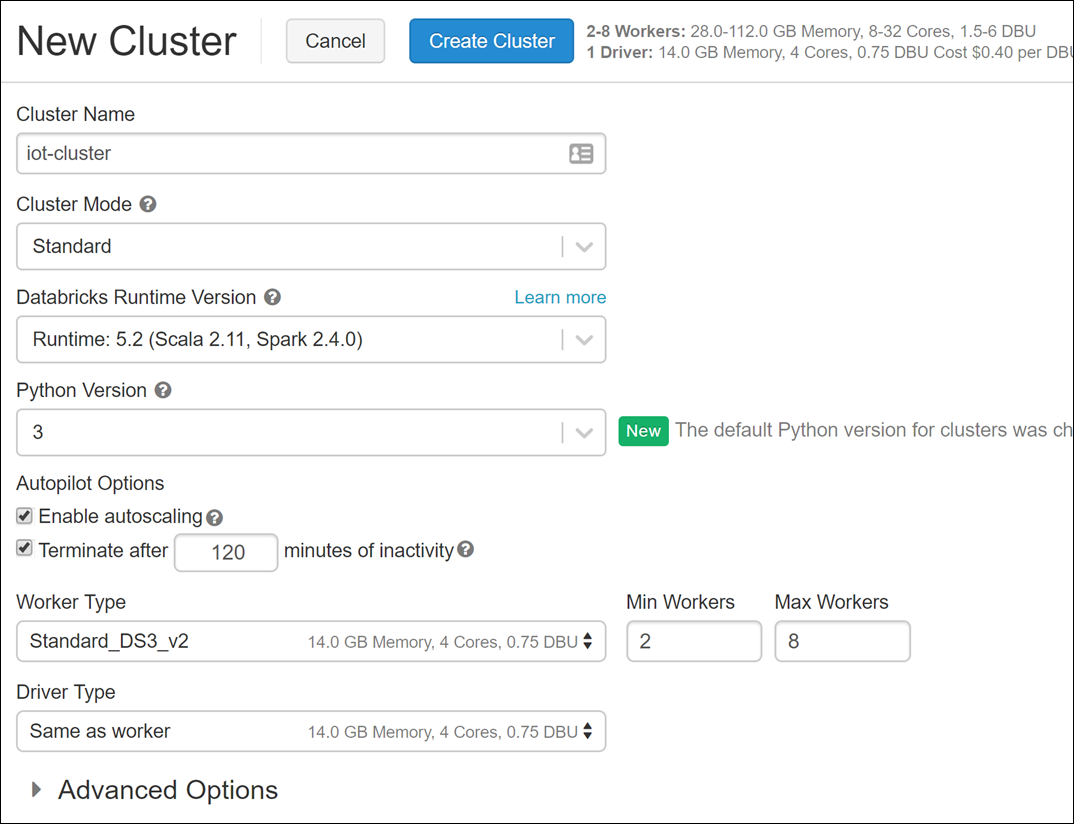 New Cluster
Cancel
Create Cluster
2-8 Workers: 28.0-112.0 GB Memory, 8-32 Cores, 1.5-6 DBU
1 Driver: 14.0 GB Memory, 4 Cores, 0.75 DBU Cost $0.40 per DBU
Cluster Name
iot-cluster
Cluster Mode ?
Standard
Databricks Runtime Version ?
Learn more
Runtime: 5.2 (Scala 2.11, Spark 2.4.0)
Python Version ?
3
New The default Python version for clusters was ch
Autopilot Options
Enable autoscaling ?
Terminate after 120 minutes of inactivity ?
Worker Type
Min Workers
Max Workers
Standard_DS3_v2 14.0 GB Memory, 4 Cores, 0.75 DBU
2
8
Driver Type
Same as worker 14.0 GB Memory, 4 Cores, 0.75 DBU
Advanced Options